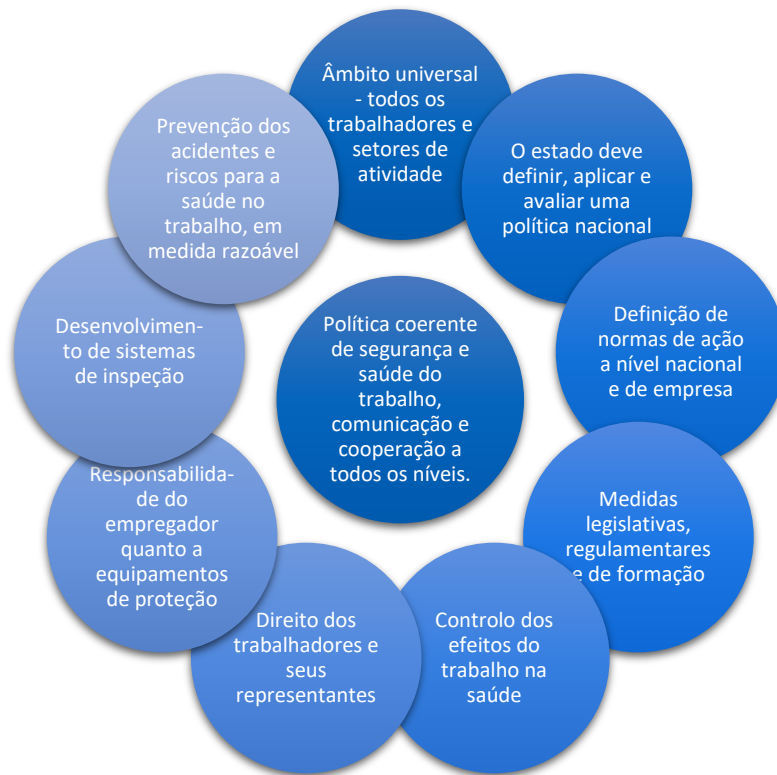 Âmbito universal
- todos os
trabalhadores e
setores de
atividade
O estado deve
definir, aplicar e
avaliar uma
política nacional
Definição de
normas de ação
a nível nacional
e de empresa
Medidas
legislativas,
regulamentares
e de formação
Controlo dos
efeitos do
trabalho na
saúde
Direito dos
trabalhadores e
seus
representantes
Responsabilida-
de do
empregador
quanto a
equipamentos
de proteção
Desenvolvimen-
to de sistemas
de inspeção
Prevenção dos
acidentes e
riscos para a
saúde no
trabalho, em
medida razoável
Política coerente
de segurança e
saúde do
trabalho,
comunicação e
cooperação a
todos os níveis.